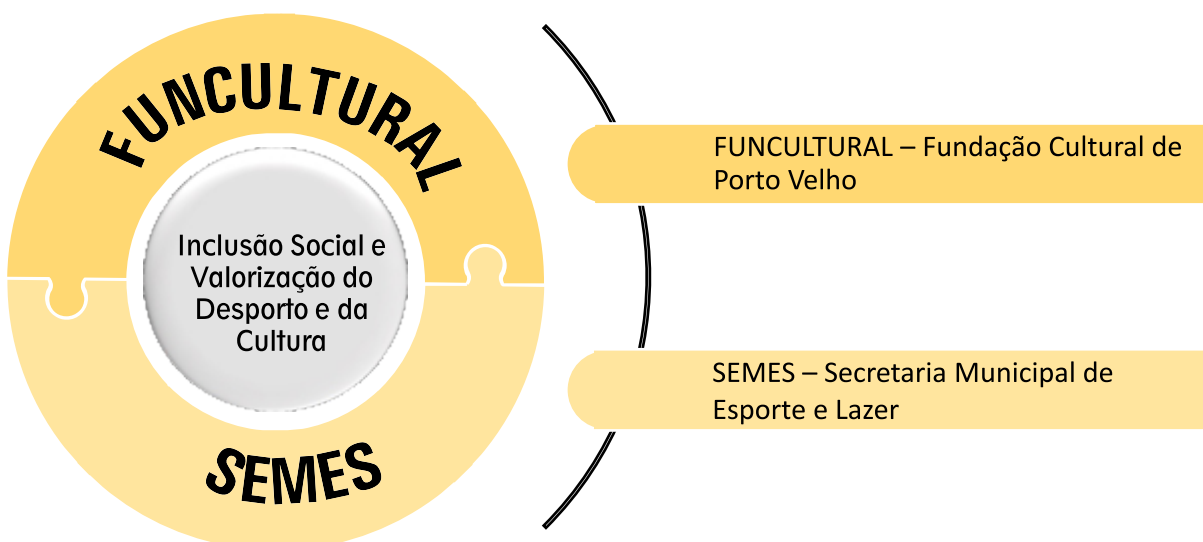 FUNCULTURAL
Inclusão Social e
Valorização do
Desporto e da
Cultura
SEMES
FUNCULTURAL – Fundação Cultural de
Porto Velho
SEMES – Secretaria Municipal de
Esporte e Lazer